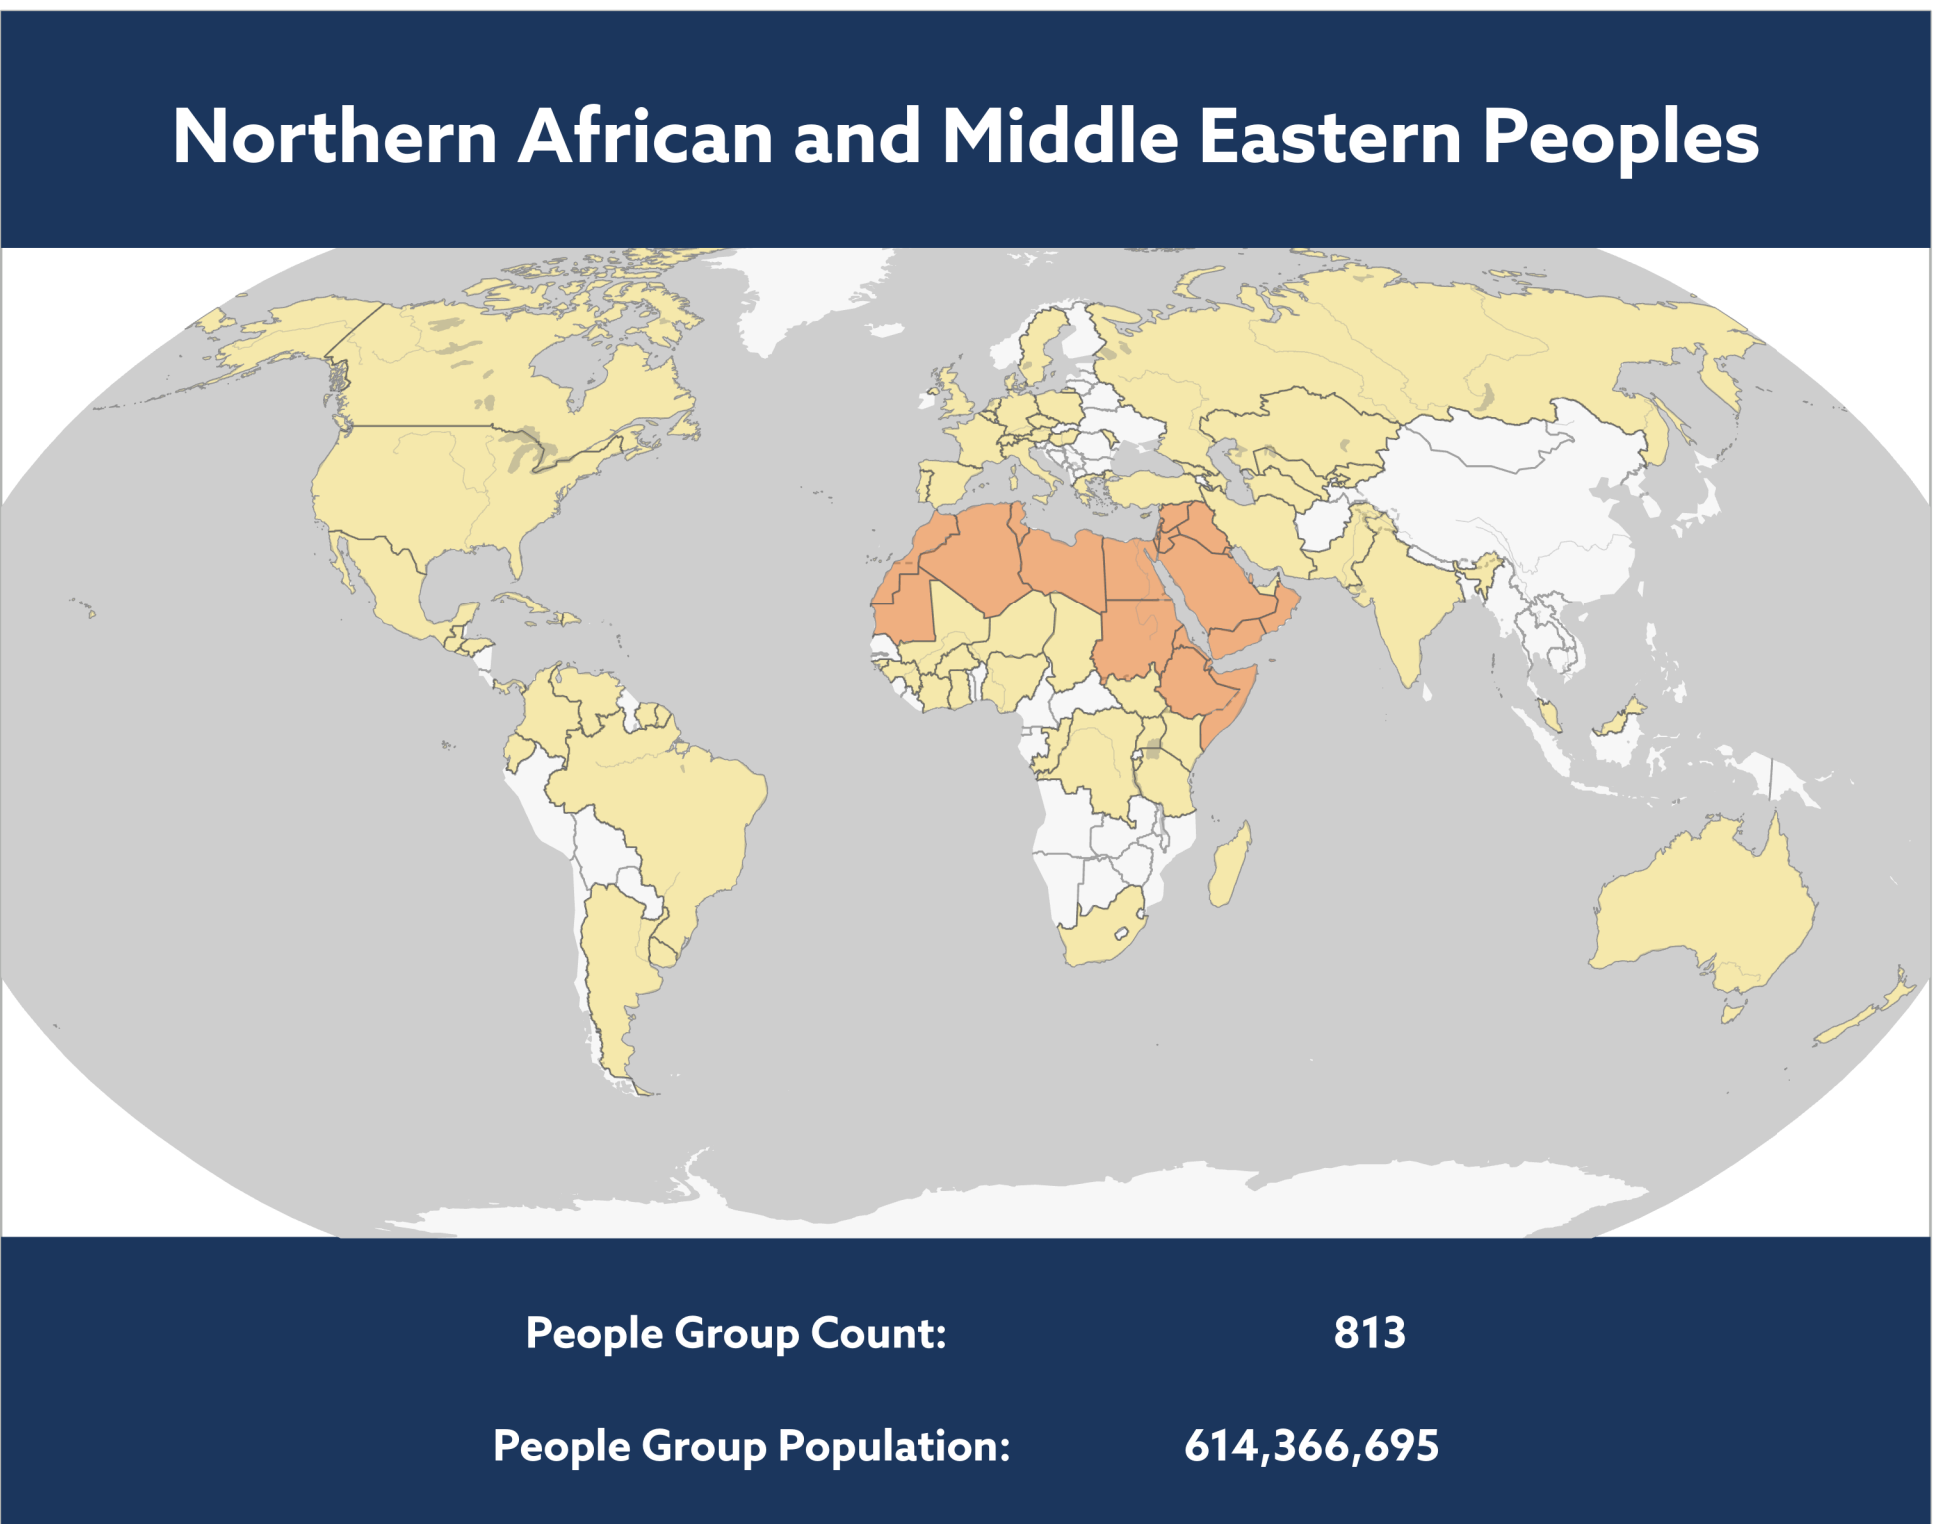 Northern African and Middle Eastern Peoples
People Group Count: 813
People Group Population: 614,366,695